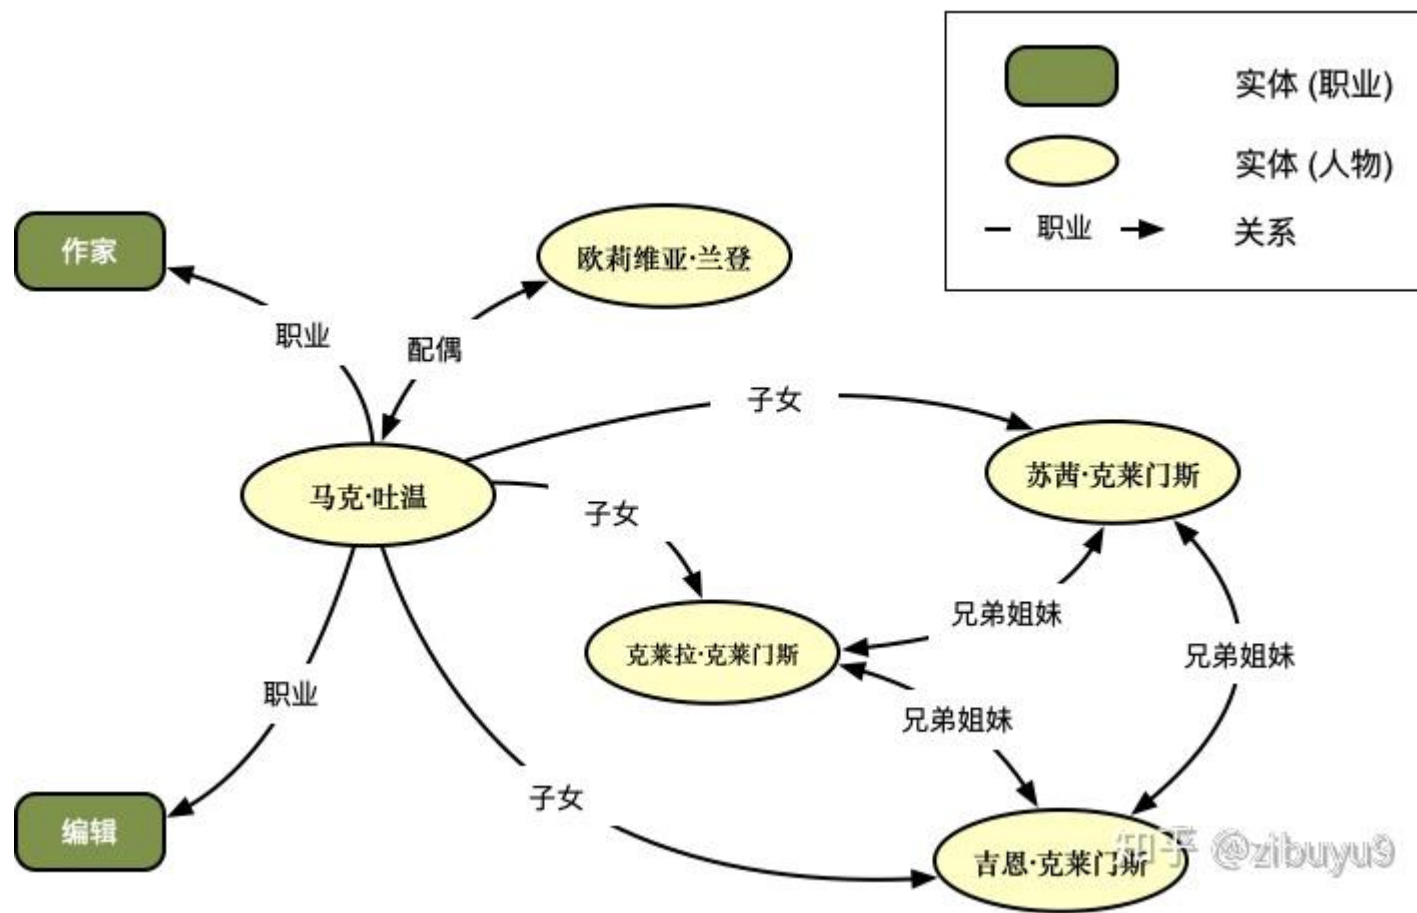 实体 (职业)
实体 (人物)
职业
关系
作家
欧莉维亚·兰登
职业
配偶
子女
马克·吐温
苏茜·克莱门斯
子女
兄弟姐妹
克莱拉·克莱门斯
兄弟姐妹
职业
兄弟姐妹
子女
编辑
吉恩·克莱门斯
知乎 @zibuyu9